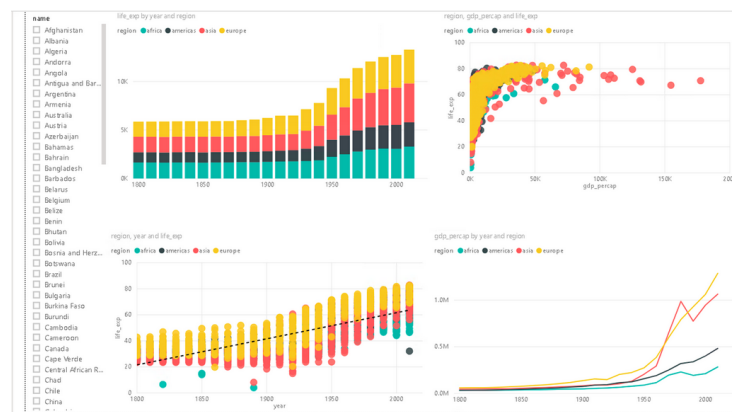 name
Afghanistan
Albania
Algeria
Andorra
Angola
Antigua and Bar...
Argentina
Armenia
Australia
Austria
Azerbaijan
Bahamas
Bahrain
Bangladesh
Barbados
Belarus
Belgium
Belize
Benin
Bhutan
Bolivia
Bosnia and Herz...
Botswana
Brazil
Brunei
Bulgaria
Burkina Faso
Burundi
Cambodia
Cameroon
Canada
Cape Verde
Central African R...
Chad
Chile
China
life_exp by year and region
region africa americas asia europe
10K
5K
0K
1800 1850 1900 1950 2000
region, gdp_percap and life_exp
region africa americas asia europe
100
80
60
40
20
0
life_exp
0K 50K 100K 150K 200K
gdp_percap
region, year and life_exp
region africa americas asia europe
100
80
60
40
20
0
life_exp
1800 1850 1900 1950 2000
year
gdp_percap by year and region
region africa americas asia europe
1.0M
0.5M
0.0M
1800 1850 1900 1950 2000